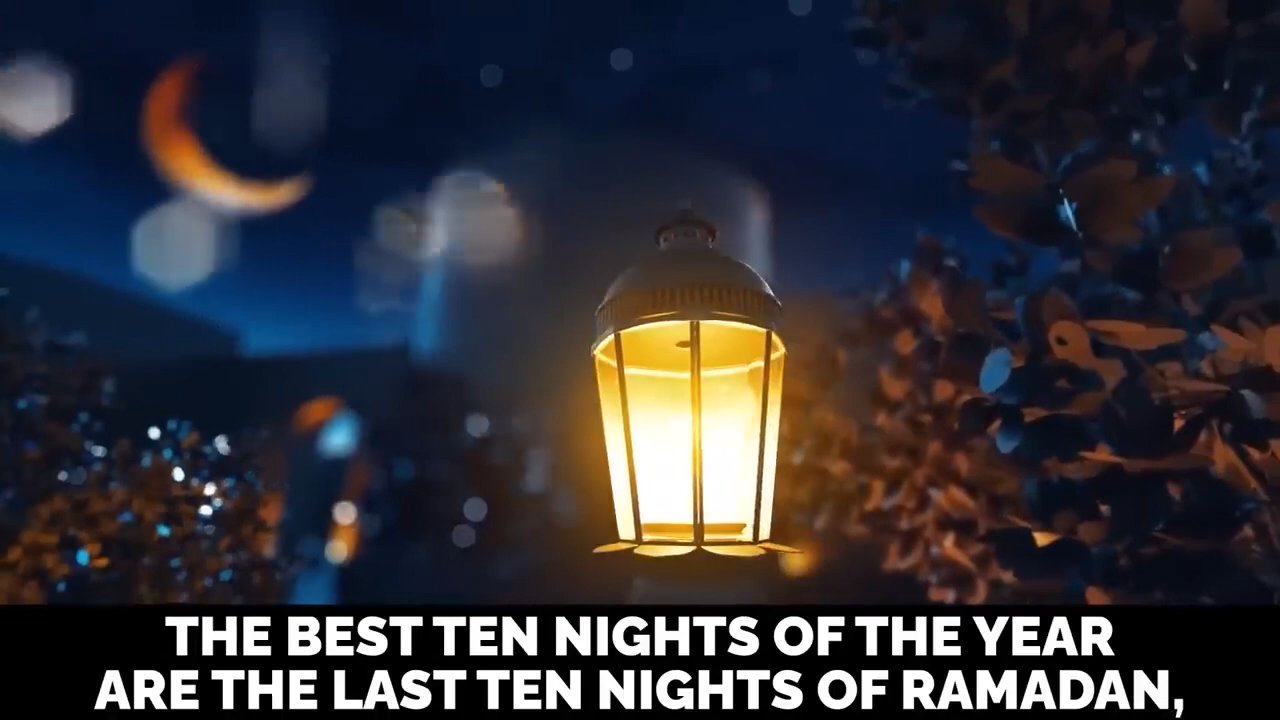 THE BEST TEN NIGHTS OF THE YEAR
ARE THE LAST TEN NIGHTS OF RAMADAN,